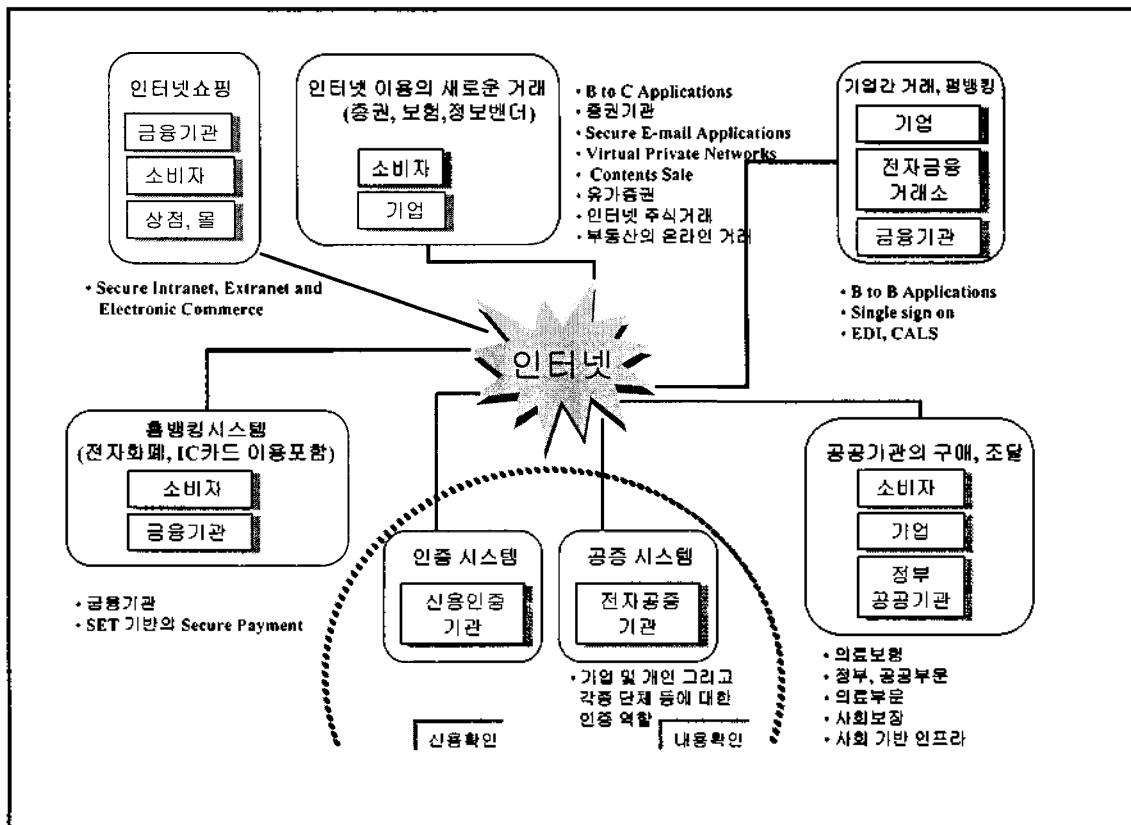 인터넷쇼핑
금융기관
소비자
상점, 몰
• Secure Intranet, Extranet and
Electronic Commerce
인터넷 이용의 새로운 거래
(증권, 보험,정보벤더)
소비자
기업
• B to C Applications
• 증권기관
• Secure E-mail Applications
• Virtual Private Networks
• Contents Sale
• 유가증권
• 인터넷 주식거래
• 부동산의 온라인 거래
기업간 거래, 펌뱅킹
기업
전자금융
거래소
금융기관
• B to B Applications
• Single sign on
• EDI, CALS
인터넷
홈뱅킹시스템
(전자화폐, IC카드 이용포함)
소비자
금융기관
• 금융기관
• SET 기반의 Secure Payment
인증 시스템
신용인증
기관
공증 시스템
전자공증
기관
• 기업 및 개인 그리고
각종 단체 등에 대한
인증 역할
신용확인
내용확인
공공기관의 구매, 조달
소비자
기업
정부
공공기관
• 의료보험
• 정부, 공공부문
• 의료부문
• 사회보장
• 사회 기반 인프라